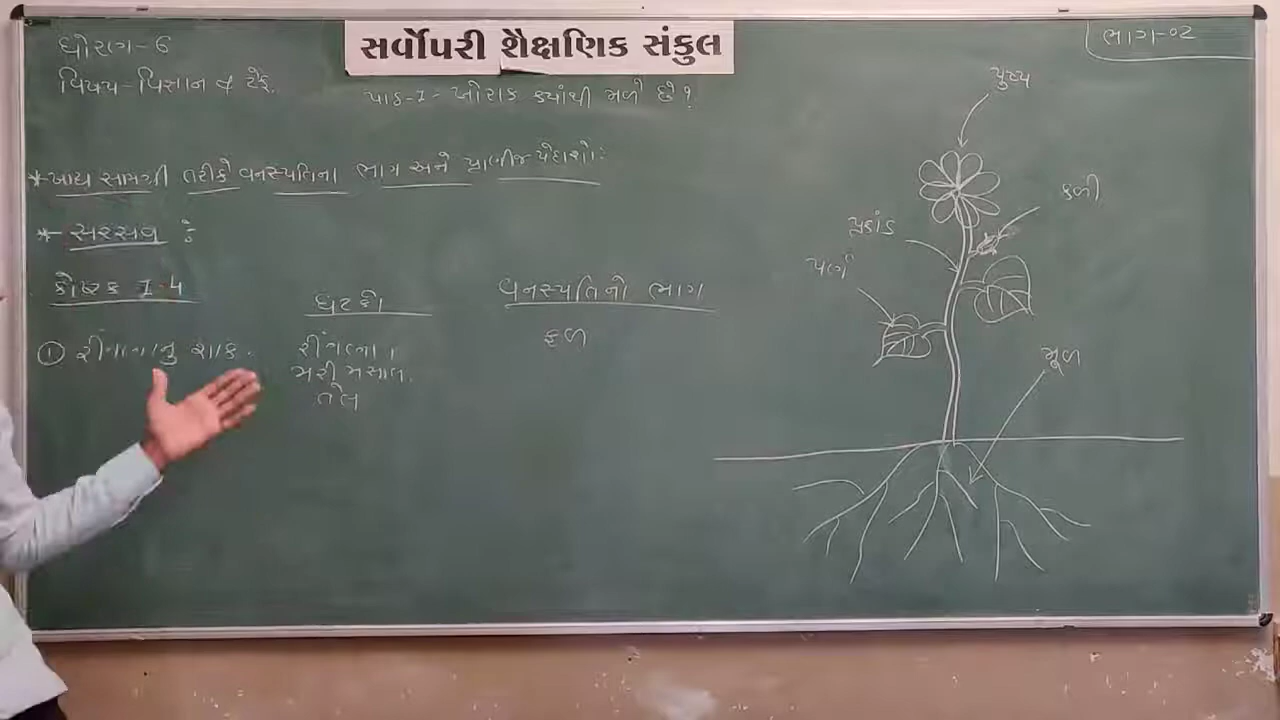 સર્વોપરી શૈક્ષણિક સંકુલ
ધોરણ-6
વિષય-વિજ્ઞાન & ટેક.
ભાગ-02
પાઠ-1- ખોરાક ક્યાંથી મળે છે?
* ખાદ્ય સામગ્રી તરીકે વનસ્પતિના ભાગ અને પ્રાણીજ પેદાશો:
* સરસવ :
કોષ્ટક 1.4
ઘટકો
વનસ્પતિનો ભાગ
① રીંગણાનુ શાક.
રીંગણા,
મરી મસાલા.
તેલ
ફળ
પુષ્પ
કળી
પ્રકાંડ
પર્ણ
મૂળ